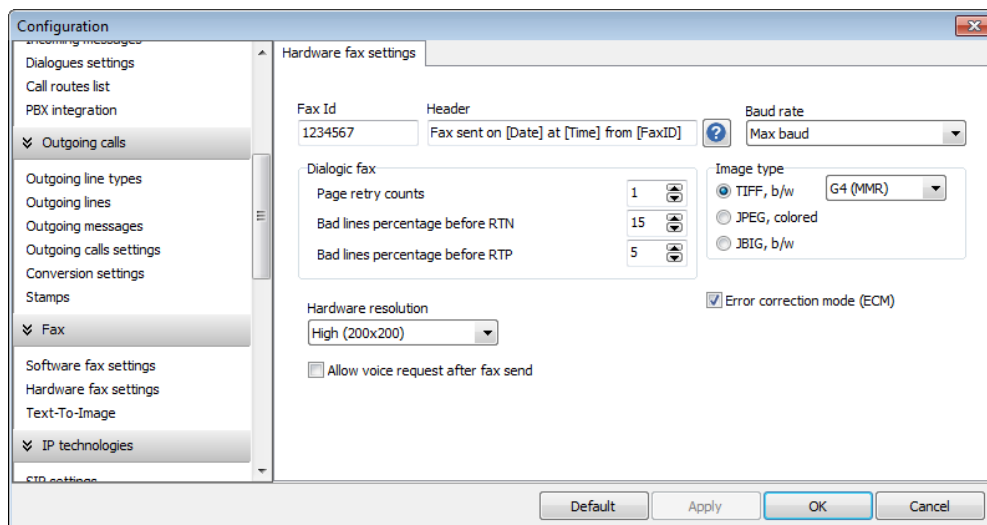 Configuration
Incoming messages
Dialogues settings
Call routes list
PBX integration
Outgoing calls
Outgoing line types
Outgoing lines
Outgoing messages
Outgoing calls settings
Conversion settings
Stamps
Fax
Software fax settings
Hardware fax settings
Text-To-Image
IP technologies
SIP settings
Hardware fax settings
Fax Id Header Baud rate
1234567 Fax sent on [Date] at [Time] from [FaxID] ? Max baud
Dialogic fax
Page retry counts 1
Bad lines percentage before RTN 15
Bad lines percentage before RTP 5
Image type
TIFF, b/w G4 (MMR)
JPEG, colored
JBIG, b/w
Hardware resolution
High (200x200)
Error correction mode (ECM)
Allow voice request after fax send
Default Apply OK Cancel